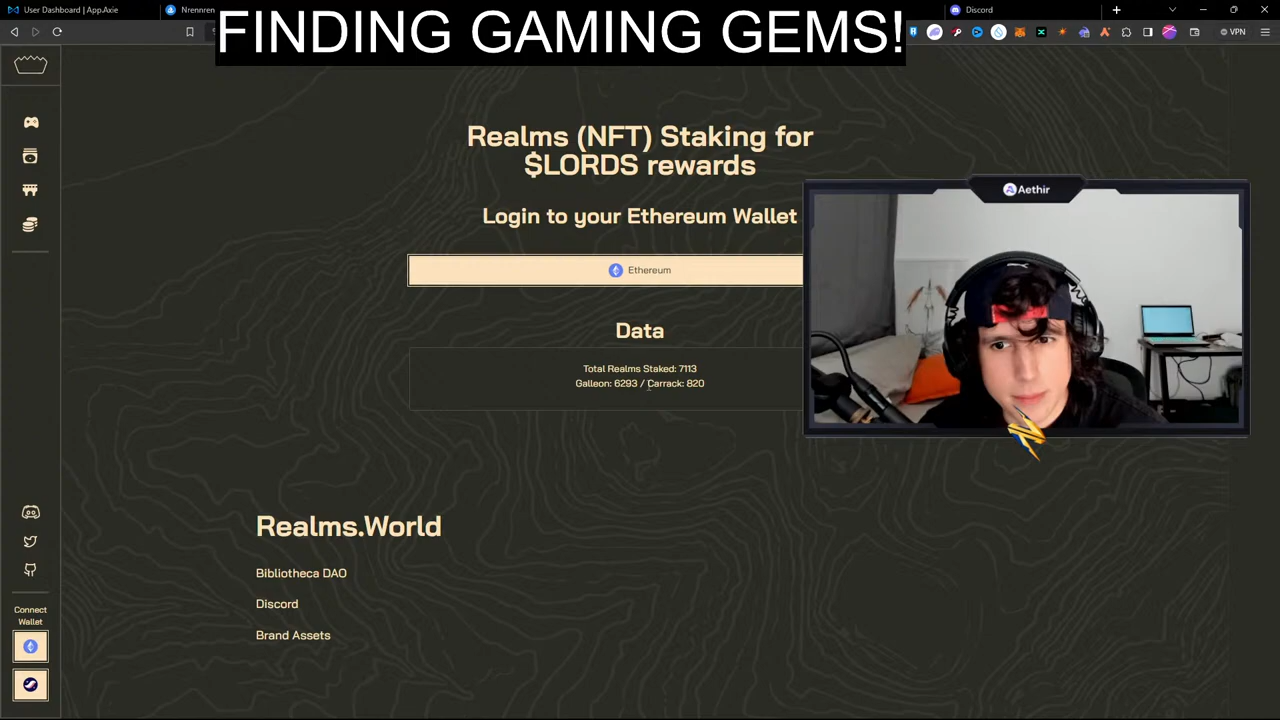 User Dashboard | App.Axie
Nrennren
Discord
FINDING GAMING GEMS!
VPN
Realms (NFT) Staking for
$LORDS rewards
Login to your Ethereum Wallet
Ethereum
Data
Total Realms Staked: 7113
Galleon: 6293 / Carrack: 820
Aethir
Realms.World
Bibliotheca DAO
Discord
Brand Assets
Connect
Wallet